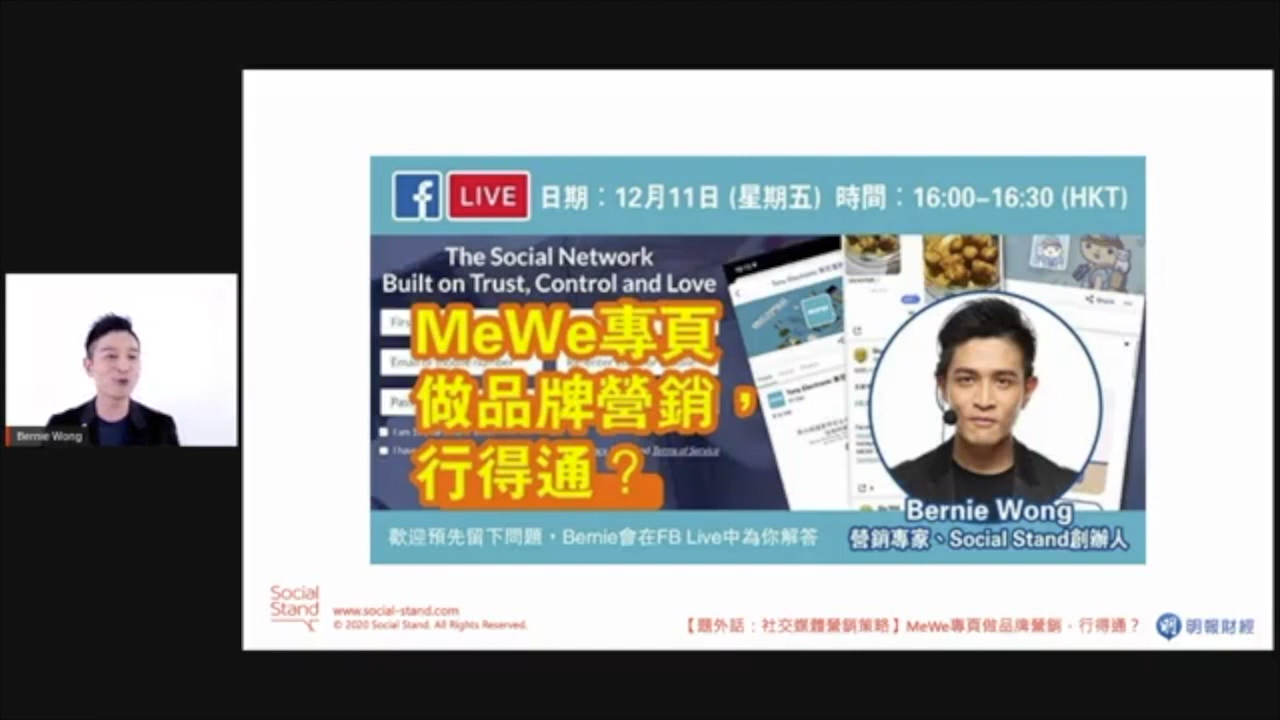 LIVE 日期：12月11日 (星期五) 時間：16:00-16:30 (HKT)
The Social Network
Built on Trust, Control and Love
MeWe專頁
做品牌營銷，
行得通？
Terms of Service
Bernie Wong
營銷專家、Social Stand創辦人
歡迎預先留下問題，Bernie會在FB Live中為你解答
Bernie Wong
Social
Stand
www.social-stand.com
© 2020 Social Stand. All Rights Reserved.
【題外話：社交媒體營銷策略】MeWe專頁做品牌營銷，行得通？
明報財經